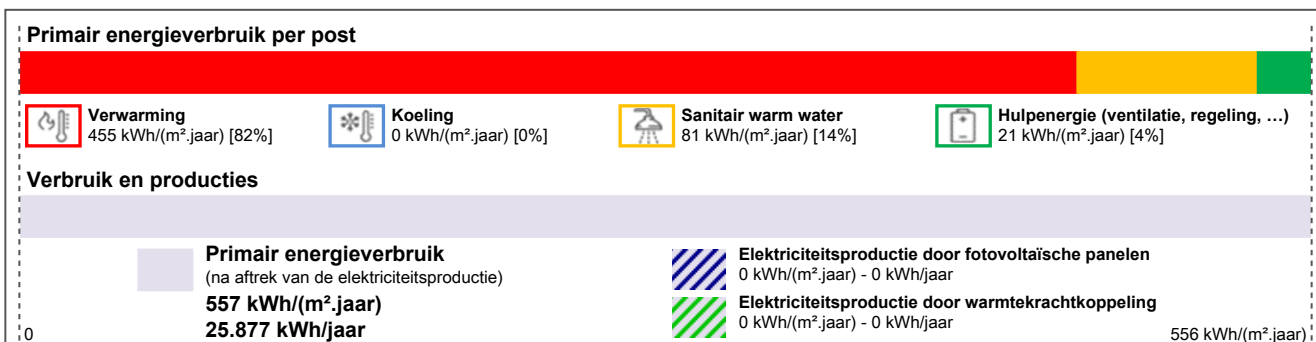 Primair energieverbruik per post
Verwarming
455 kWh/(m².jaar) [82%]
Koeling
0 kWh/(m².jaar) [0%]
Sanitair warm water
81 kWh/(m².jaar) [14%]
Hulpenergie (ventilatie, regeling, …)
21 kWh/(m².jaar) [4%]
Verbruik en producties
Primair energieverbruik
(na aftrek van de elektriciteitsproductie)
557 kWh/(m².jaar)
25.877 kWh/jaar
Elektriciteitsproductie door fotovoltaïsche panelen
0 kWh/(m².jaar) - 0 kWh/jaar
Elektriciteitsproductie door warmtekrachtkoppeling
0 kWh/(m².jaar) - 0 kWh/jaar
0
556 kWh/(m².jaar)